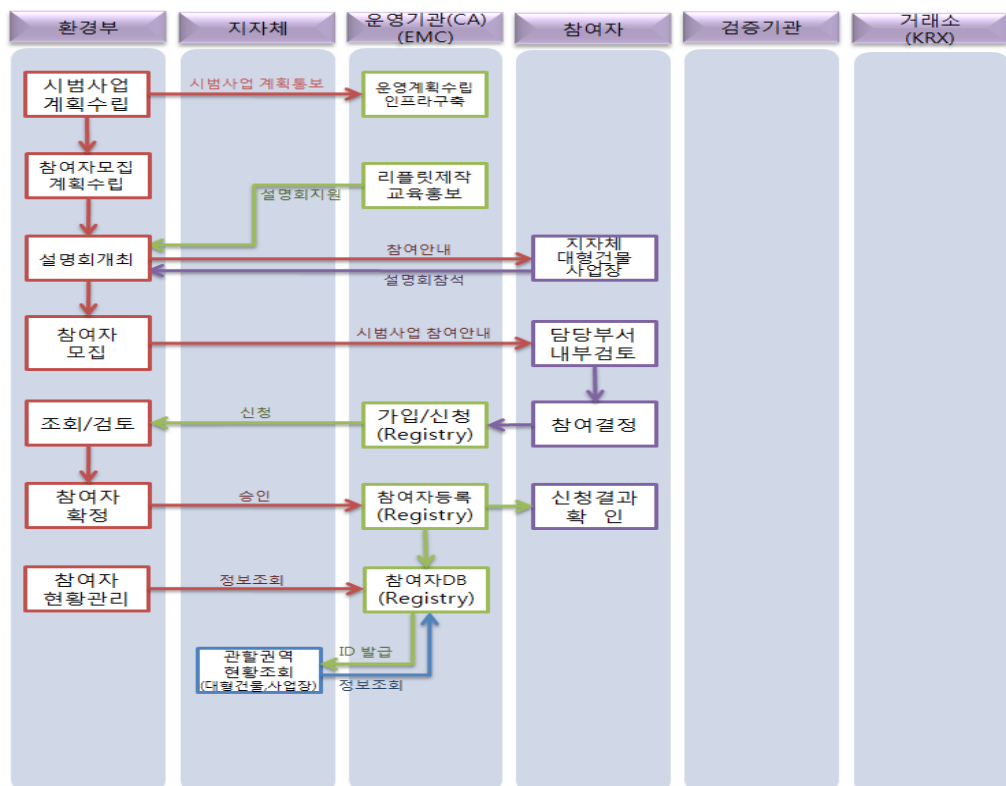 환경부
지자체
운영기관(CA)
(EMC)
참여자
검증기관
거래소
(KRX)
시범사업
계획수립
시범사업 계획통보
운영계획수립
인프라구축
참여자모집
계획수립
리플릿제작
교육홍보
설명회지원
설명회개최
참여안내
설명회참석
지자체
대형건물
사업장
참여자
모집
시범사업 참여안내
담당부서
내부검토
조회/검토
신청
가입/신청
(Registry)
참여결정
참여자
확정
승인
참여자등록
(Registry)
신청결과
확 인
참여자
현황관리
정보조회
참여자DB
(Registry)
ID 발급
관할권역
현황조회
(대형건물,사업장)
정보조회